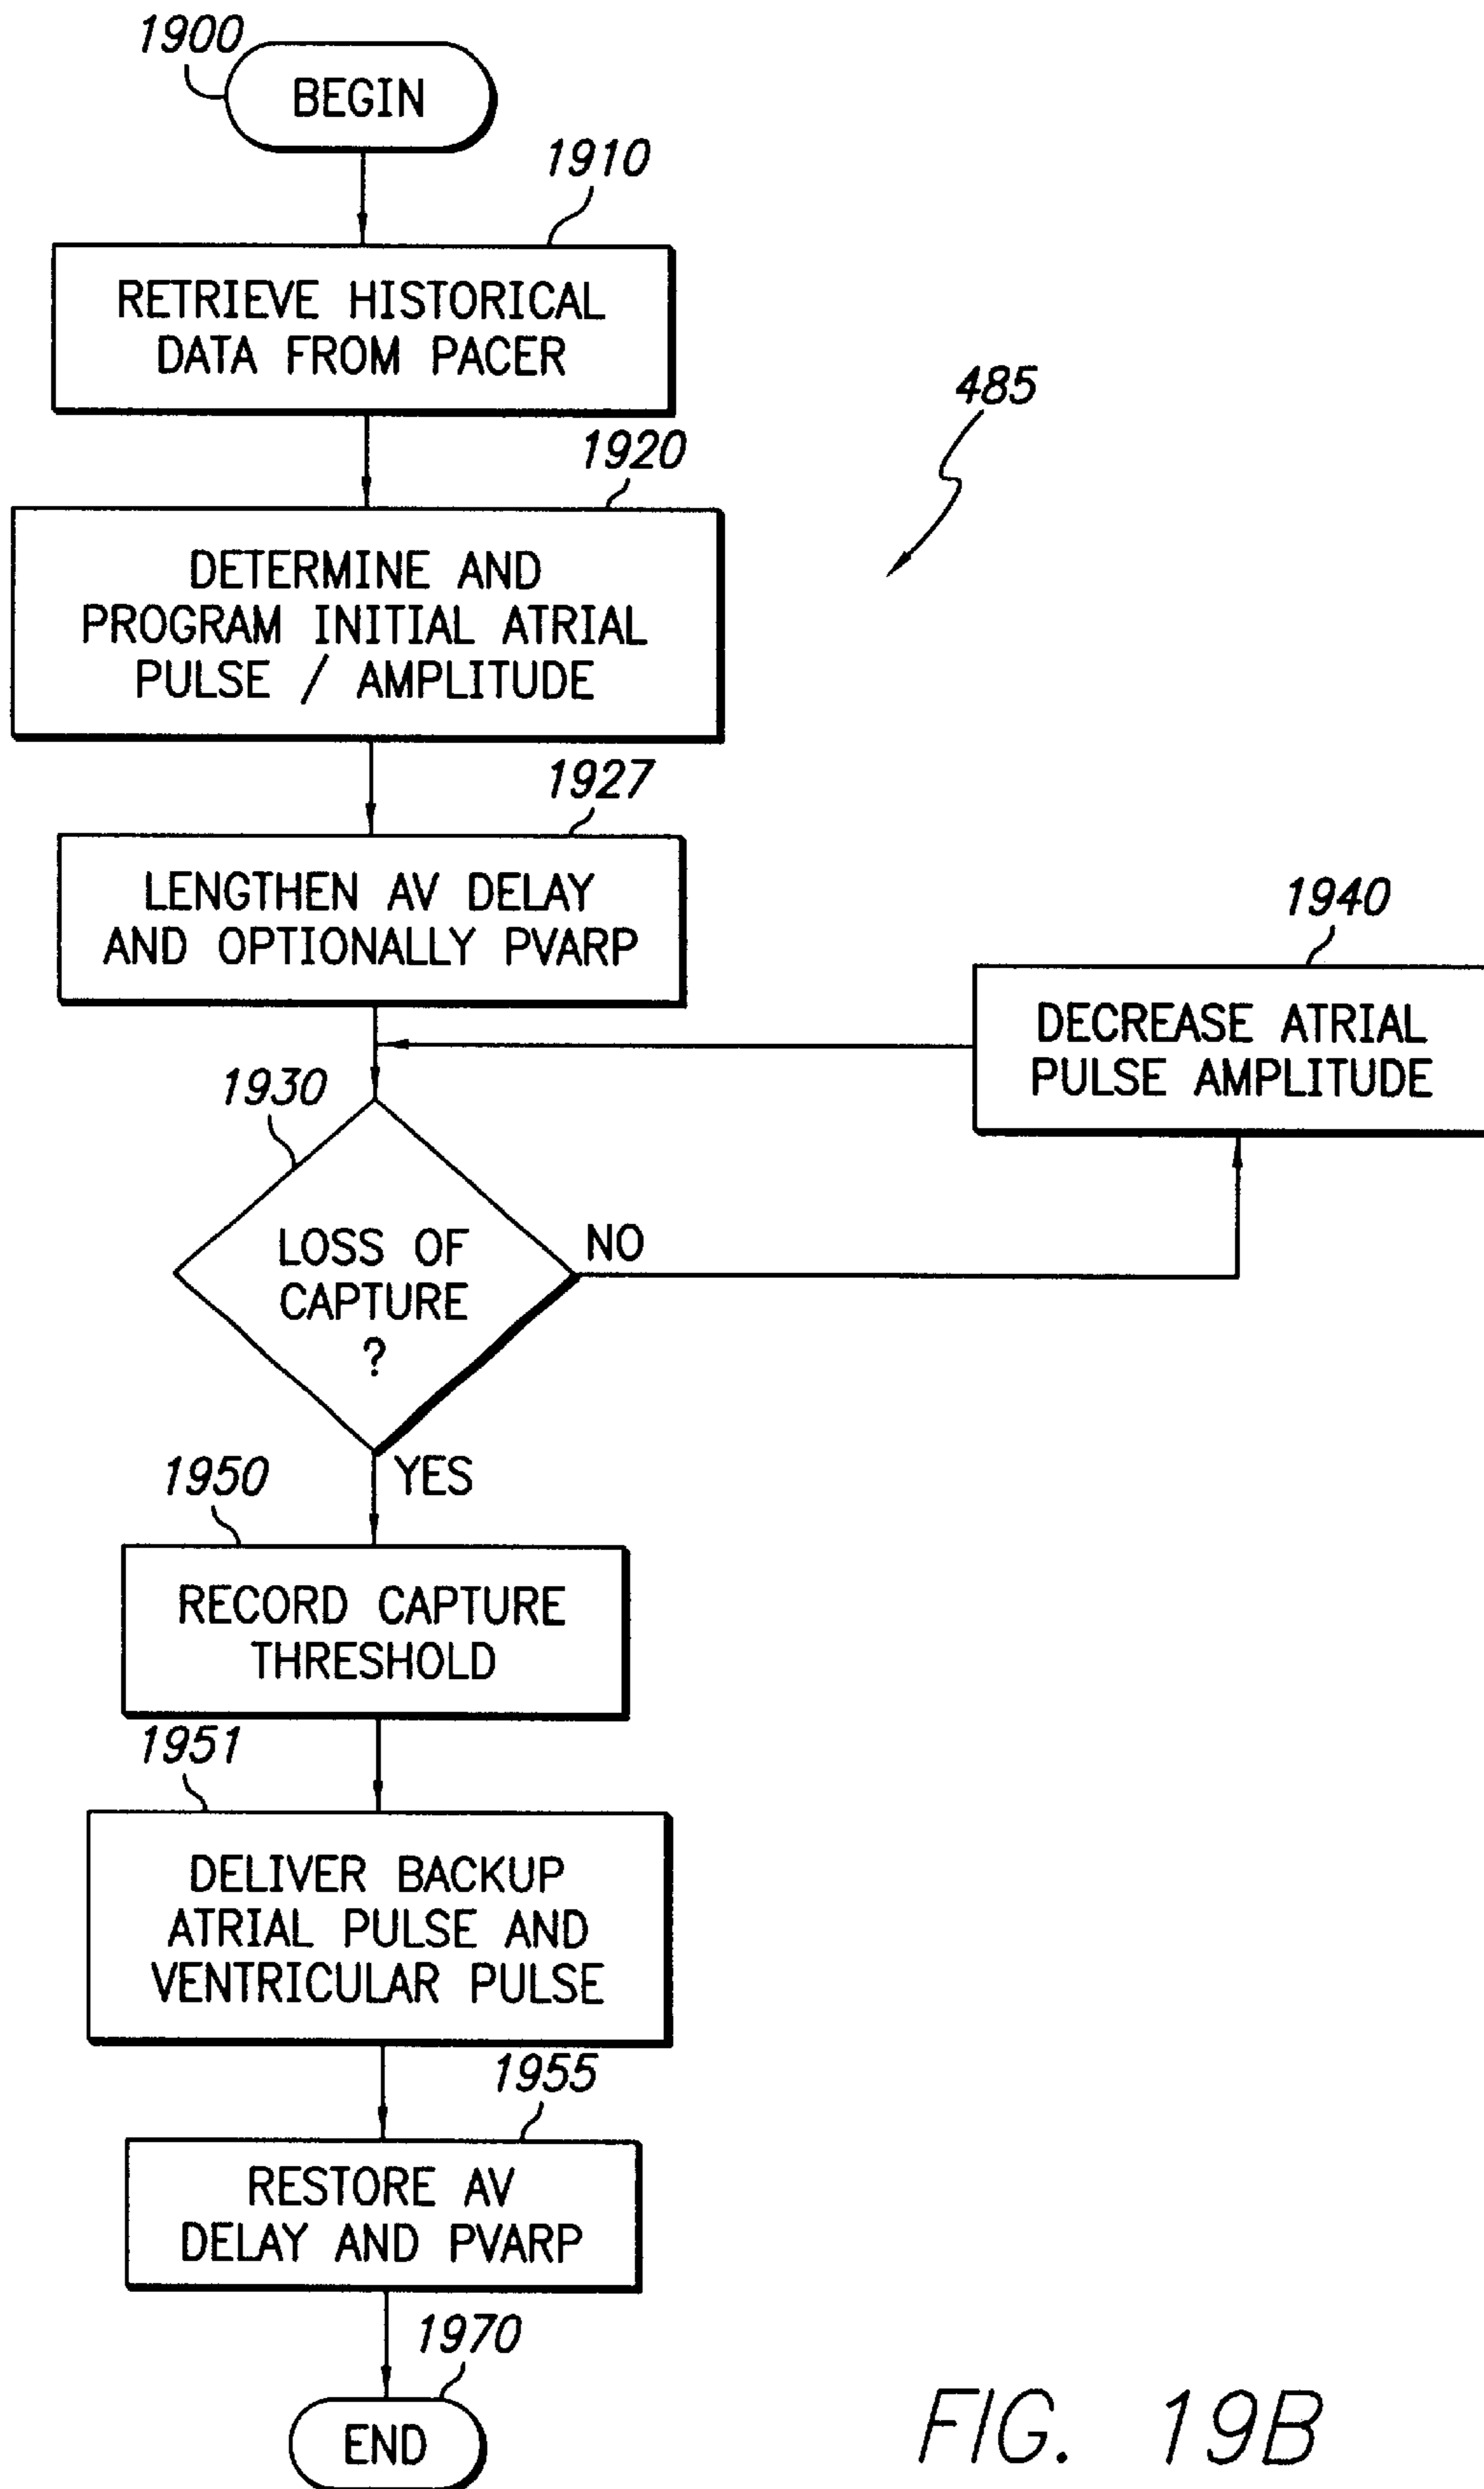 1900
BEGIN
1910
RETRIEVE HISTORICAL
DATA FROM PACER
485
1920
DETERMINE AND
PROGRAM INITIAL ATRIAL
PULSE / AMPLITUDE
1927
LENGTHEN AV DELAY
AND OPTIONALLY PVARP
1940
DECREASE ATRIAL
PULSE AMPLITUDE
1930
LOSS OF
CAPTURE
?
NO
YES
1950
RECORD CAPTURE
THRESHOLD
1951
DELIVER BACKUP
ATRIAL PULSE AND
VENTRICULAR PULSE
1955
RESTORE AV
DELAY AND PVARP
1970
END
FIG. 19B